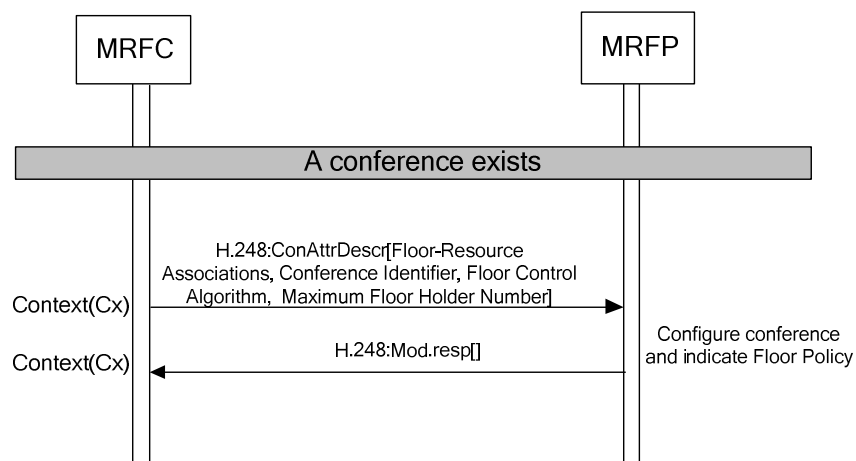 MRFC
MRFP
A conference exists
H.248:ConAttrDescr[Floor-Resource
Associations, Conference Identifier, Floor Control
Algorithm,  Maximum Floor Holder Number]
Context(Cx)
Configure conference
and indicate Floor Policy
H.248:Mod.resp[]
Context(Cx)